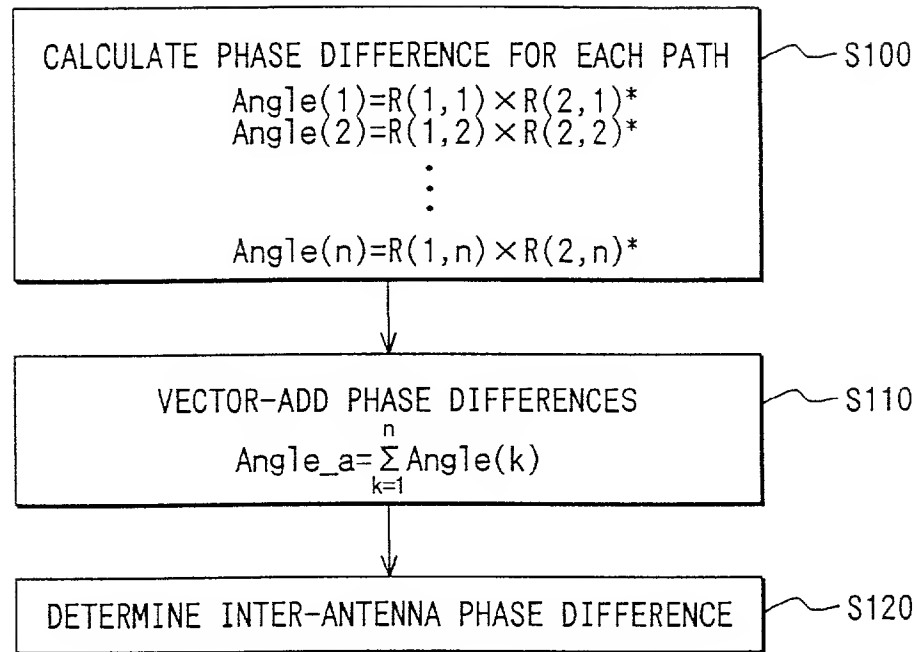 CALCULATE PHASE DIFFERENCE FOR EACH PATH
S100
Angle(1)=R(1,1)×R(2,1)*
Angle(2)=R(1,2)×R(2,2)*
⋮
Angle(n)=R(1,n)×R(2,n)*
VECTOR-ADD PHASE DIFFERENCES
S110
n
Angle_a=ΣAngle(k)
k=1
DETERMINE INTER-ANTENNA PHASE DIFFERENCE
S120